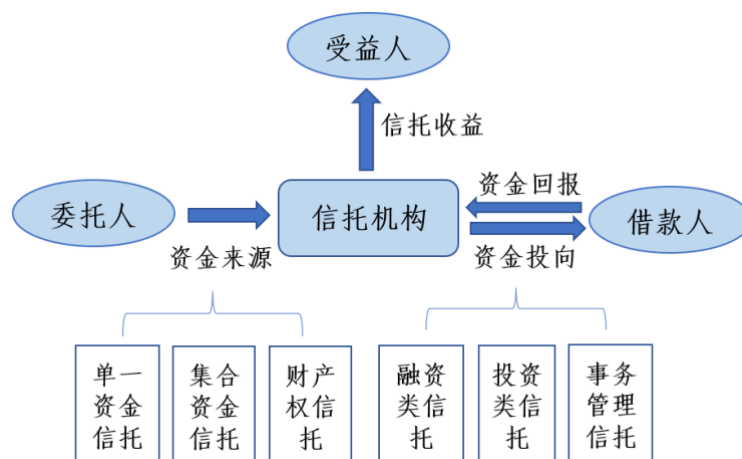 受益人
信托收益
资金回报
委托人
信托机构
借款人
资金来源
资金投向
单一
资金
信托
集合
资金
信托
财产
权信
托
融资
类信
托
投资
类信
托
事务
管理
信托